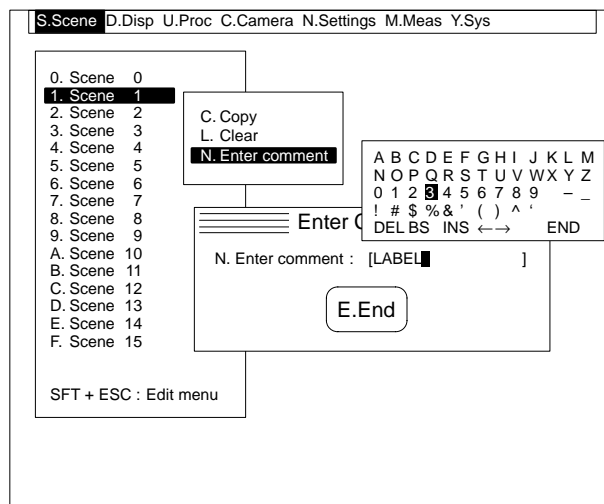 S.Scene D.Disp U.Proc C.Camera N.Settings M.Meas Y.Sys
0. Scene 0
1. Scene 1
2. Scene 2
3. Scene 3
4. Scene 4
5. Scene 5
6. Scene 6
7. Scene 7
8. Scene 8
9. Scene 9
A. Scene 10
B. Scene 11
C. Scene 12
D. Scene 13
E. Scene 14
F. Scene 15
SFT + ESC : Edit menu
C. Copy
L. Clear
N. Enter comment
A B C D E F G H I J K L M
N O P Q R S T U V W X Y Z
0 1 2 3 4 5 6 7 8 9 – _
! # $ % & ’ ( ) ^ ‘
DEL BS INS ←→ END
Enter
N. Enter comment : [LABEL ]
E.End